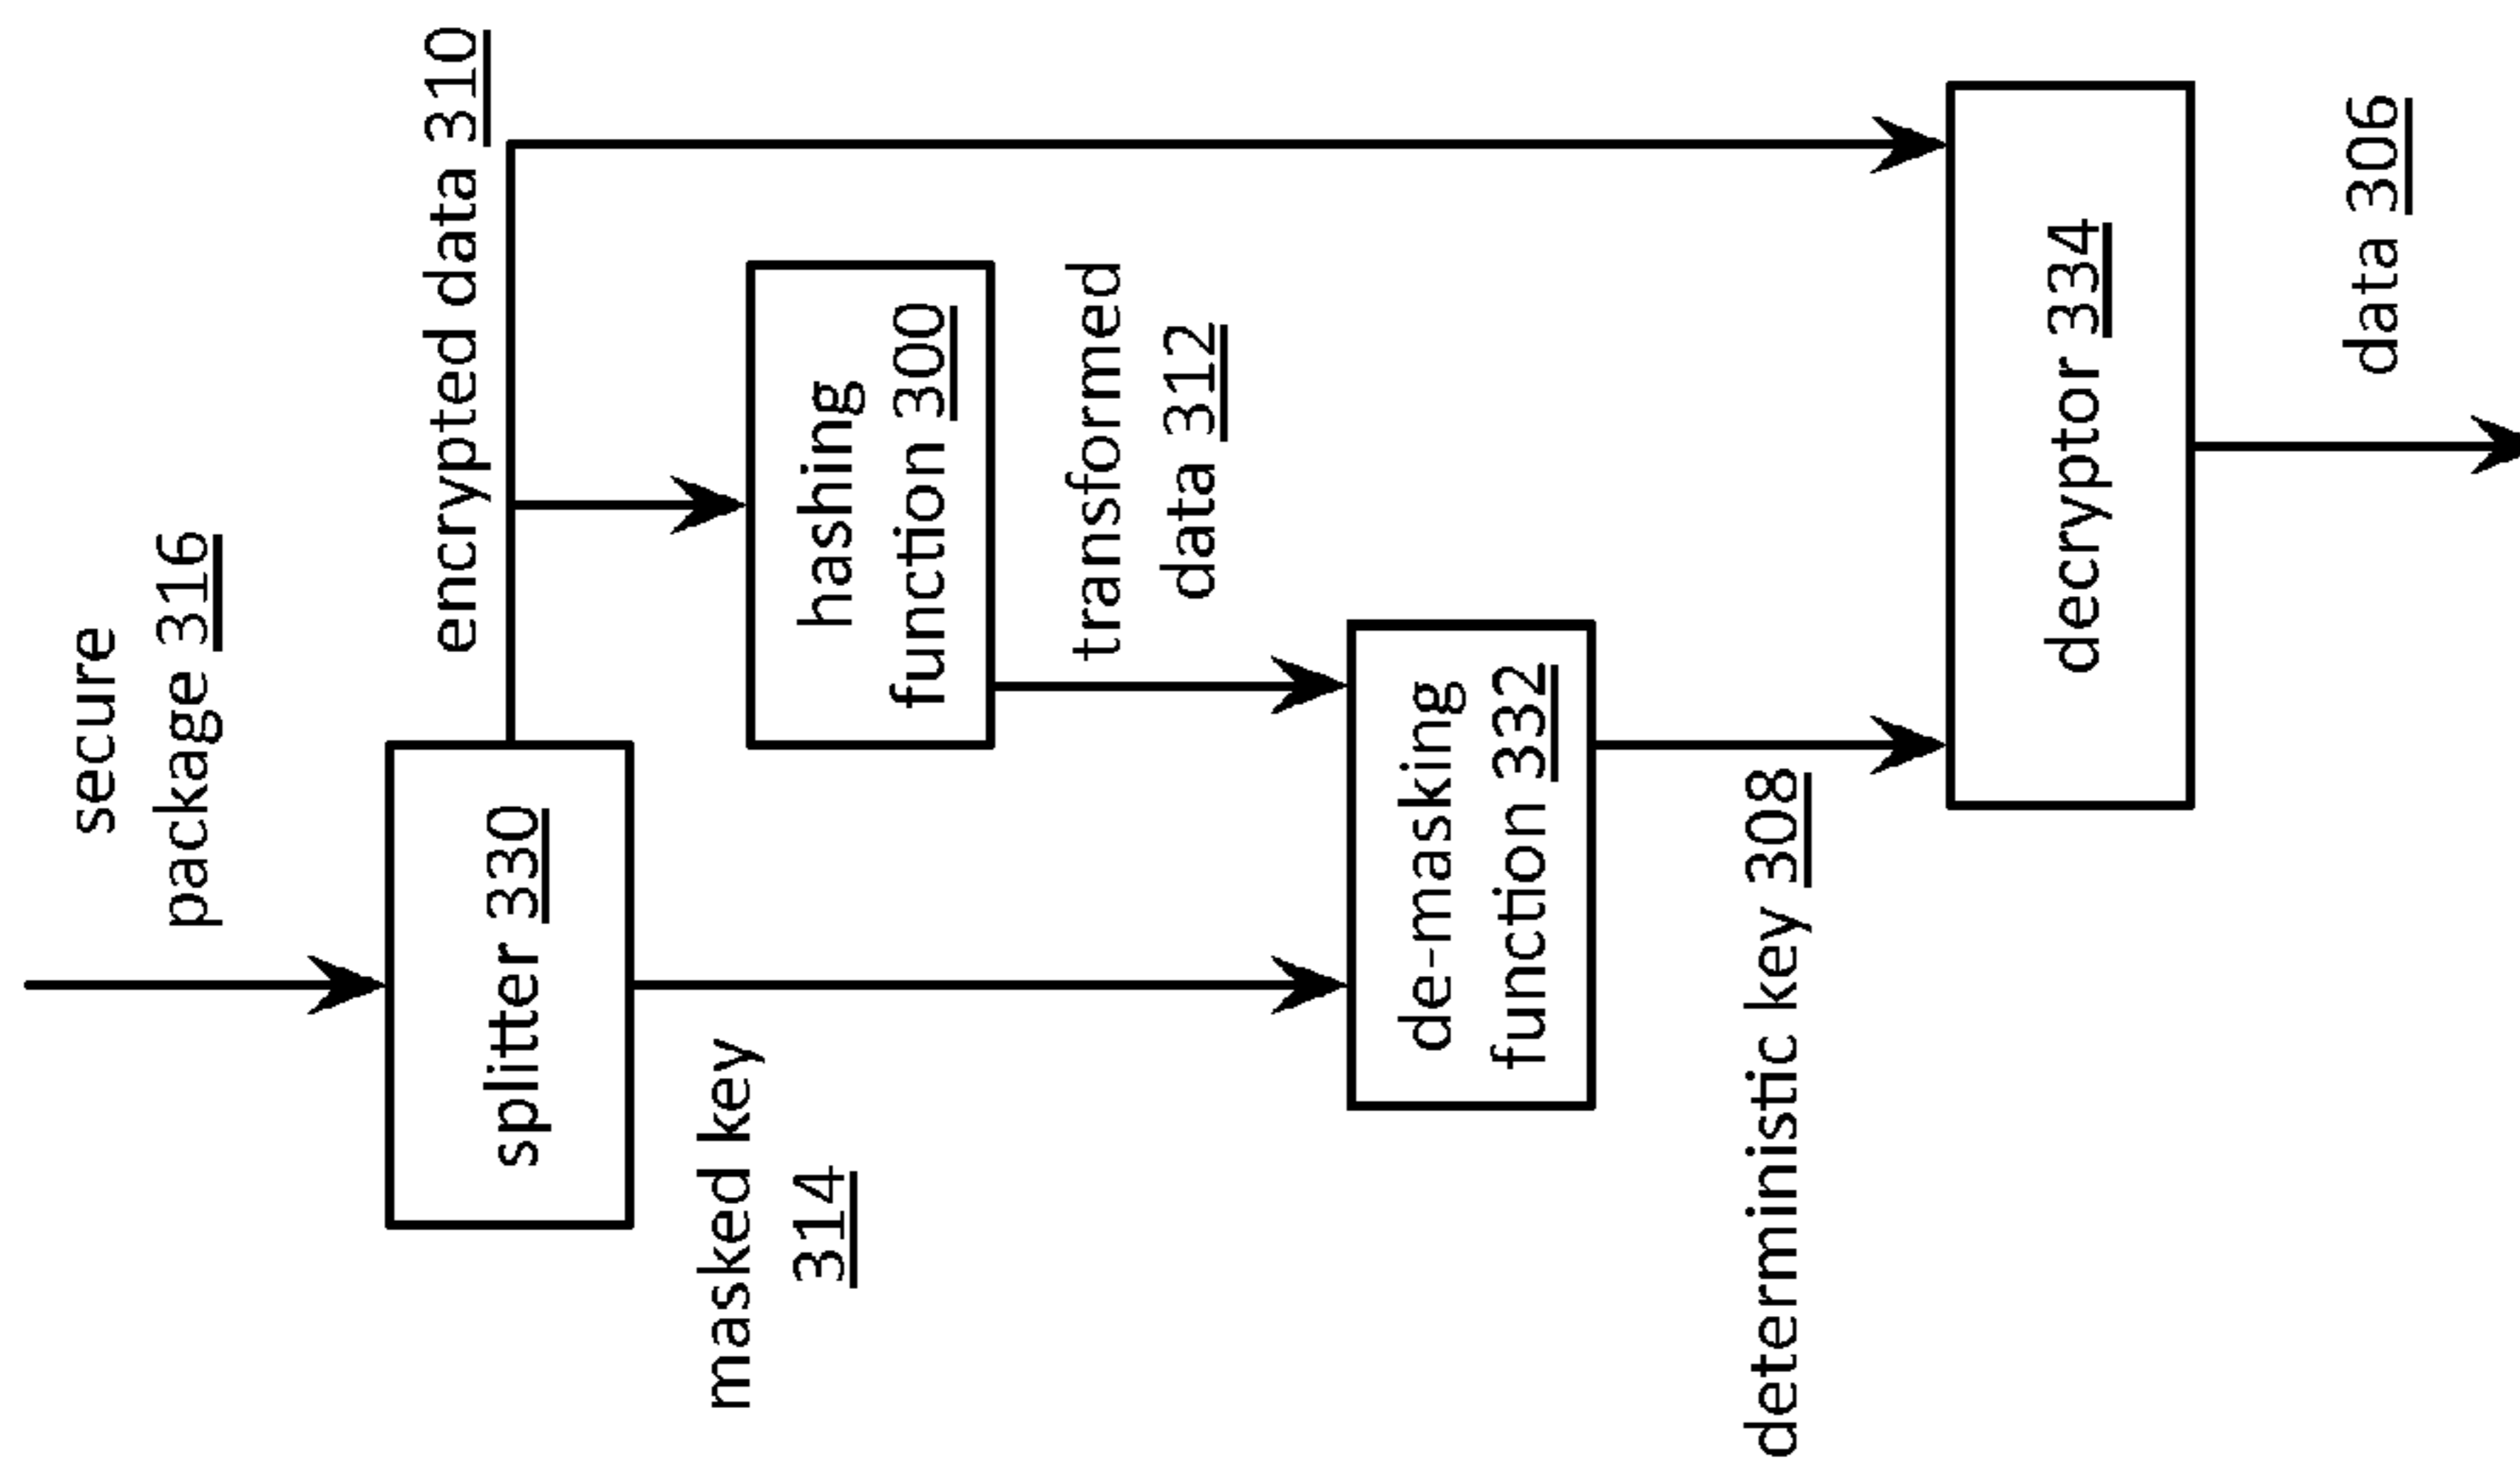 secure
package 316
splitter 330
encrypted data 310
masked key
314
hashing
function 300
transformed
data 312
de-masking
function 332
deterministic key 308
decryptor 334
data 306